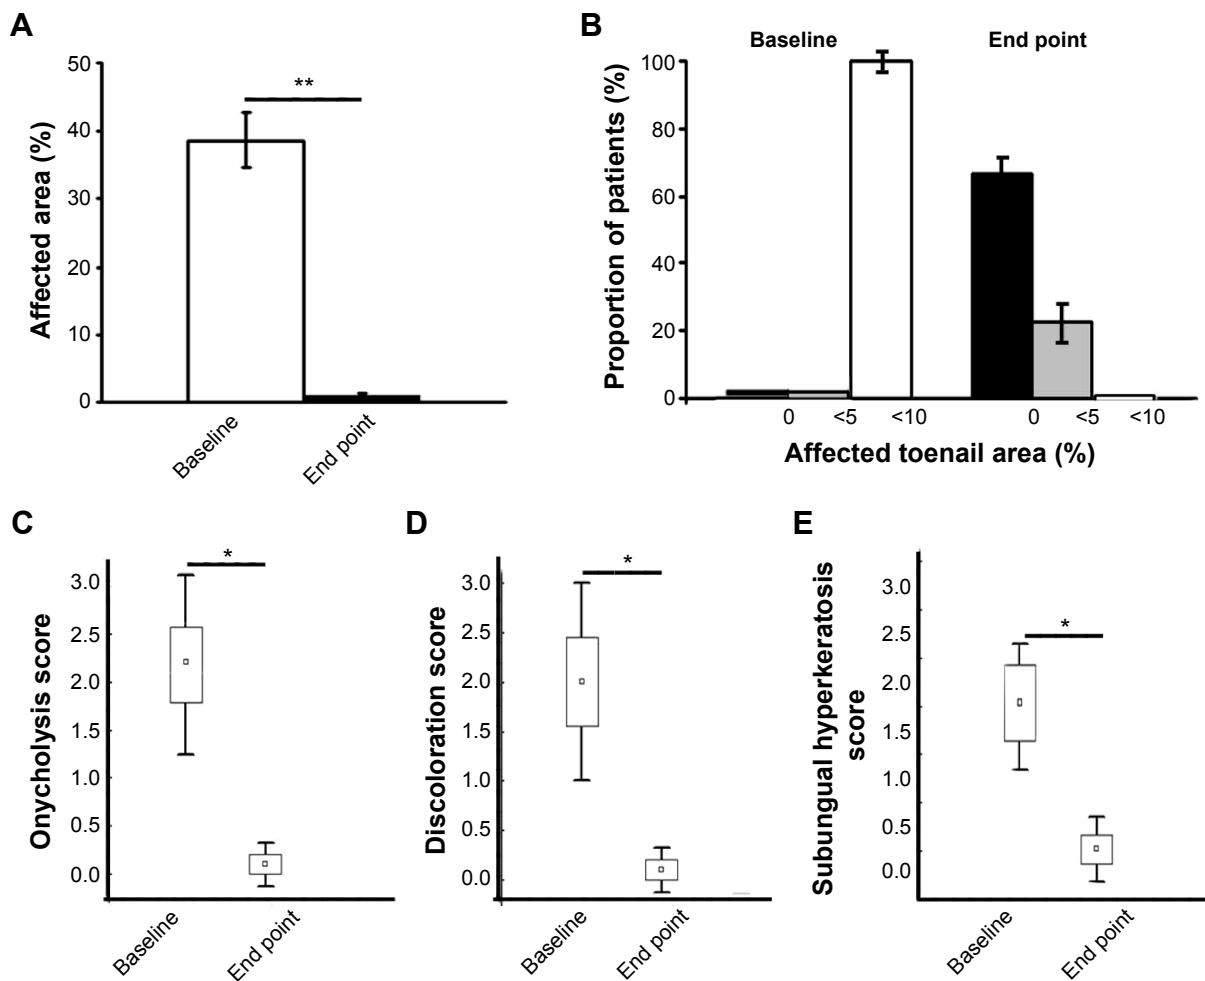 A
Affected area (%)
50
40
30
20
10
0
**
Baseline
End point
B
Baseline
End point
Proportion of patients (%)
100
80
60
40
20
0
0 <5 <10
0 <5 <10
Affected toenail area (%)
C
Onycholysis score
3.0
2.5
2.0
1.5
1.0
0.5
0.0
*
Baseline
End point
D
Discoloration score
3.0
2.5
2.0
1.5
1.0
0.5
0.0
*
Baseline
End point
E
Subungual hyperkeratosis
score
3.0
2.5
2.0
1.5
1.0
0.5
0.0
*
Baseline
End point